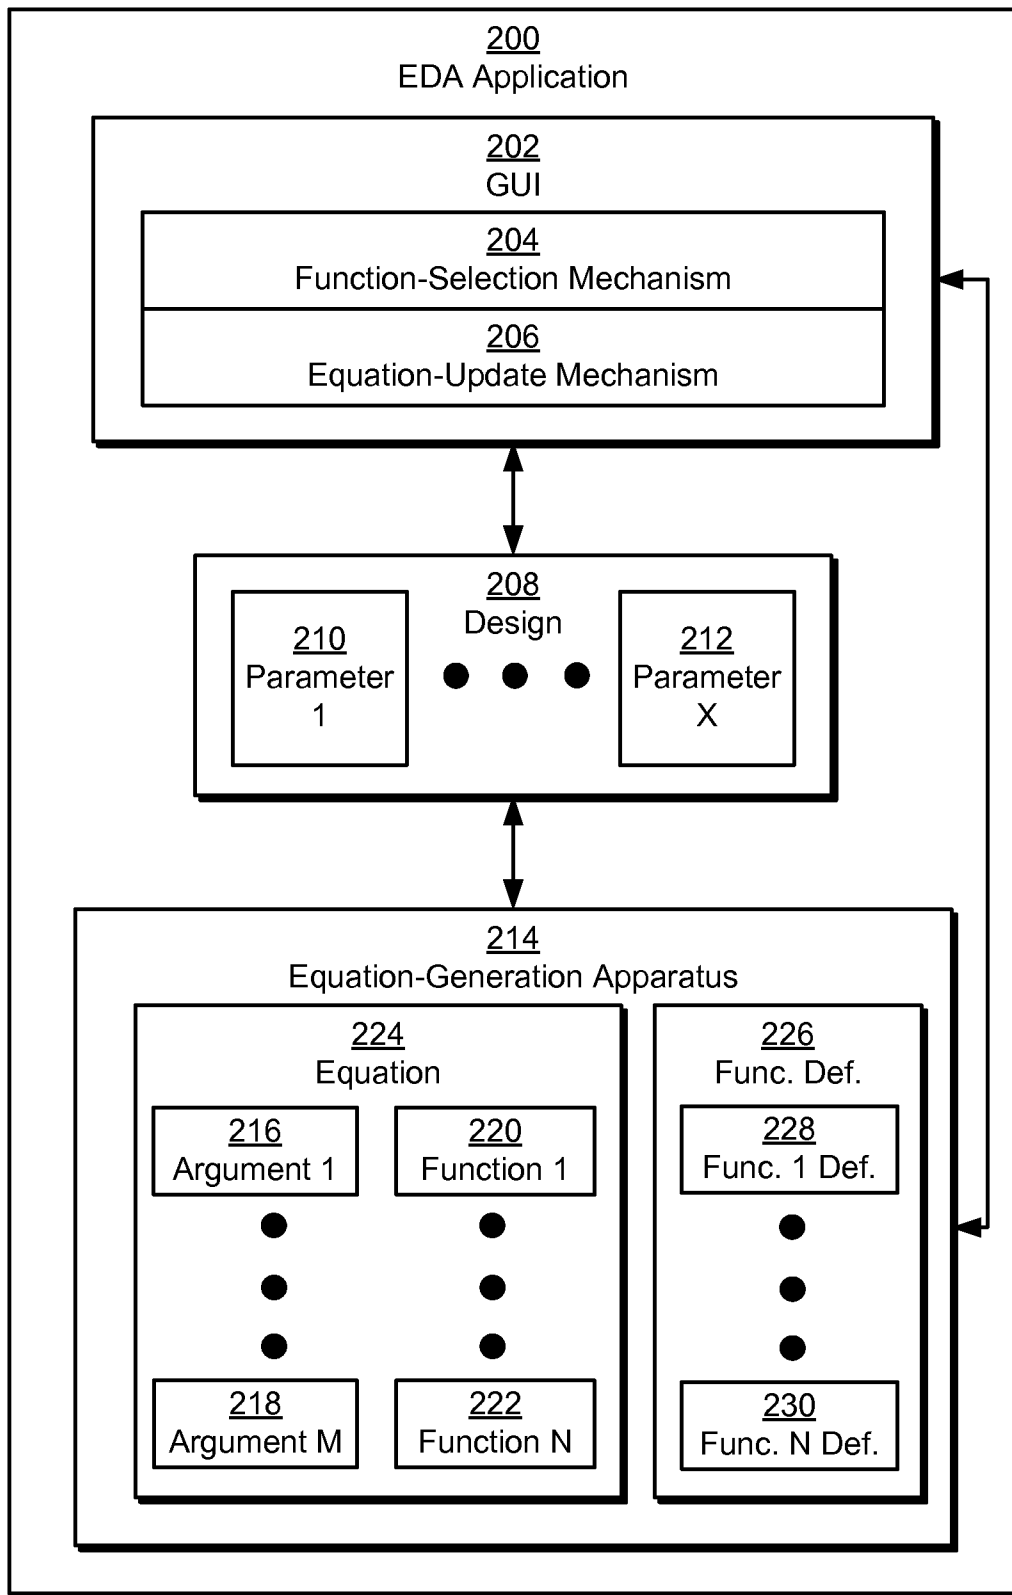 200
EDA Application
202
GUI
204
Function-Selection Mechanism
206
Equation-Update Mechanism
208
Design
210
Parameter
1
212
Parameter
X
214
Equation-Generation Apparatus
224
Equation
216
Argument 1
220
Function 1
218
Argument M
222
Function N
226
Func. Def.
228
Func. 1 Def.
230
Func. N Def.